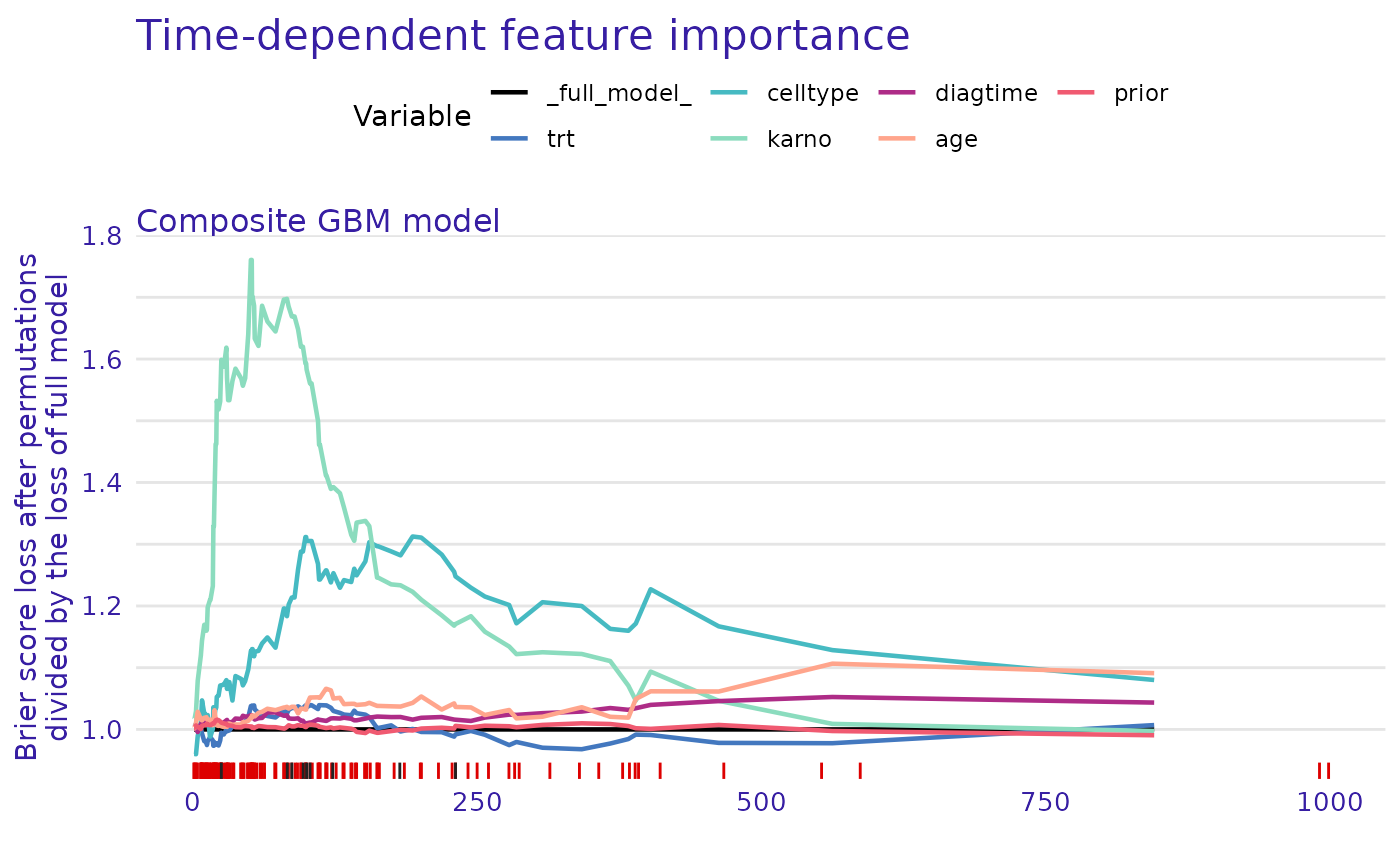 Time-dependent feature importance
Variable
_full_model_ celltype diagtime prior
trt karno age
Composite GBM model
Brier score loss after permutations
divided by the loss of full model
1.8
1.6
1.4
1.2
1.0
0 250 500 750 1000